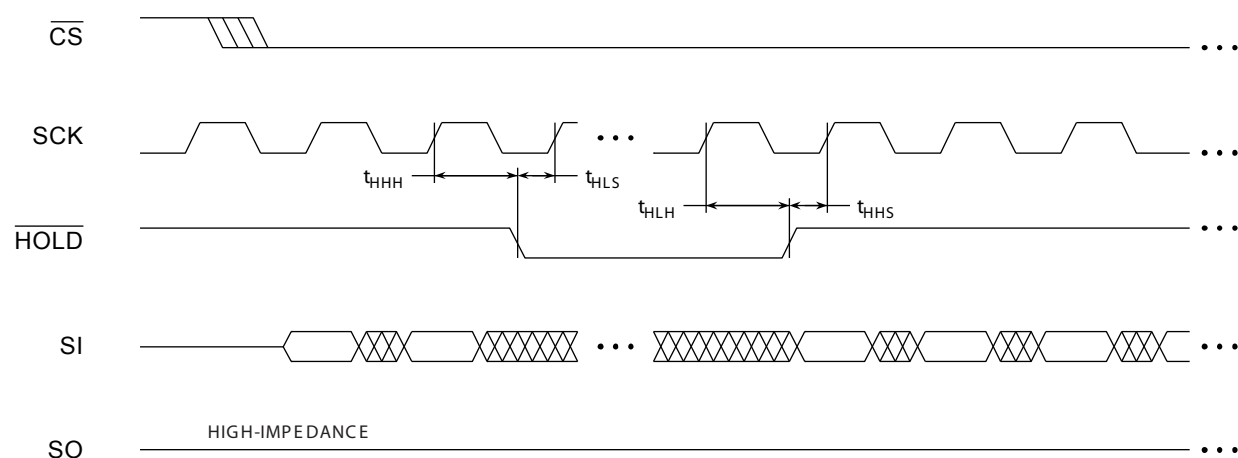 CS
SCK
tHHH
tHLS
tHLH
tHHS
HOLD
SI
HIGH-IMPEDANCE
SO